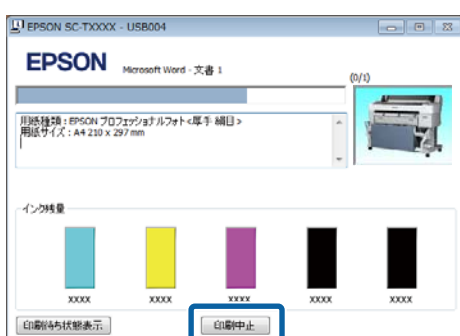 EPSON SC-TXXXX - USB004
EPSON
Microsoft Word - 文書 1
(0/1)
用紙種類 : EPSON プロフェッショナルフォト<厚手 絹目>
用紙サイズ : A4 210 x 297 mm
インク残量
XXXX XXXX XXXX XXXX XXXX
印刷待ち状態表示 印刷中止